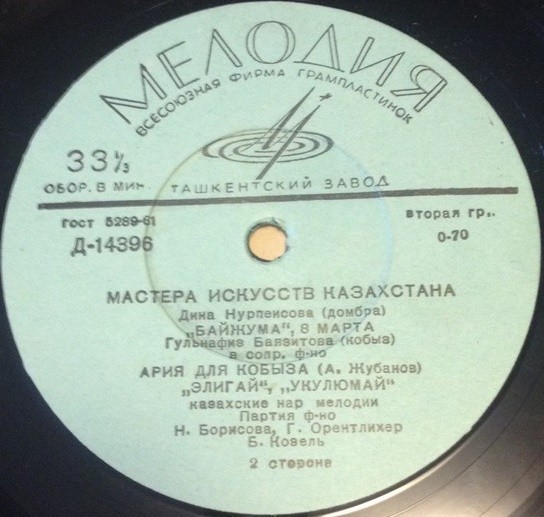 МЕЛОДИЯ
ВСЕСОЮЗНАЯ ФИРМА ГРАМПЛАСТИНОК
33⅓
ОБОР. В МИН. ТАШКЕНТСКИЙ ЗАВОД
ГОСТ 5289-61 вторая гр.
Д-14396 0-70
МАСТЕРА ИСКУССТВ КАЗАХСТАНА
Дина Нурпеисова (домбра)
„БАЙЖУМА", 8 МАРТА
Гульнафиз Баязитова (кобыз)
в сопр. ф-но
АРИЯ ДЛЯ КОБЫЗА (А. Жубанов)
„ЭЛИГАЙ", „УКУЛЮМАЙ"
казахские нар мелодии
Партия ф-но
Н. Борисова, Г. Орентлихер
Б. Козель
2 сторона